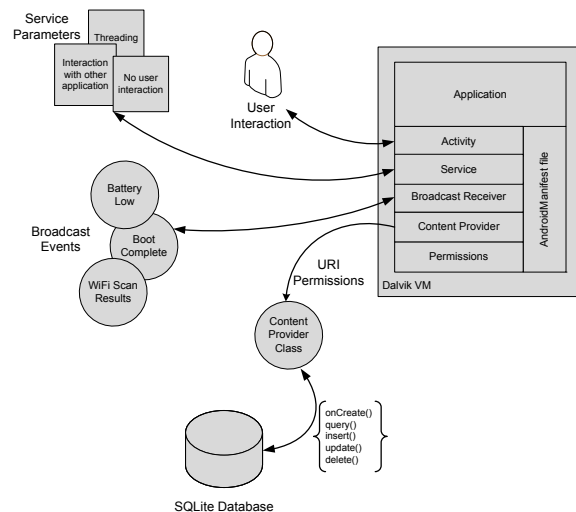 Service
Parameters
Threading
Interaction
with other
application
No user
interaction
User
Interaction
Application
Activity
Service
Broadcast Receiver
Content Provider
Permissions
AndroidManifest file
Dalvik VM
Broadcast
Events
Battery
Low
Boot
Complete
WiFi Scan
Results
URI
Permissions
Content
Provider
Class
onCreate()
query()
insert()
update()
delete()
SQLite Database